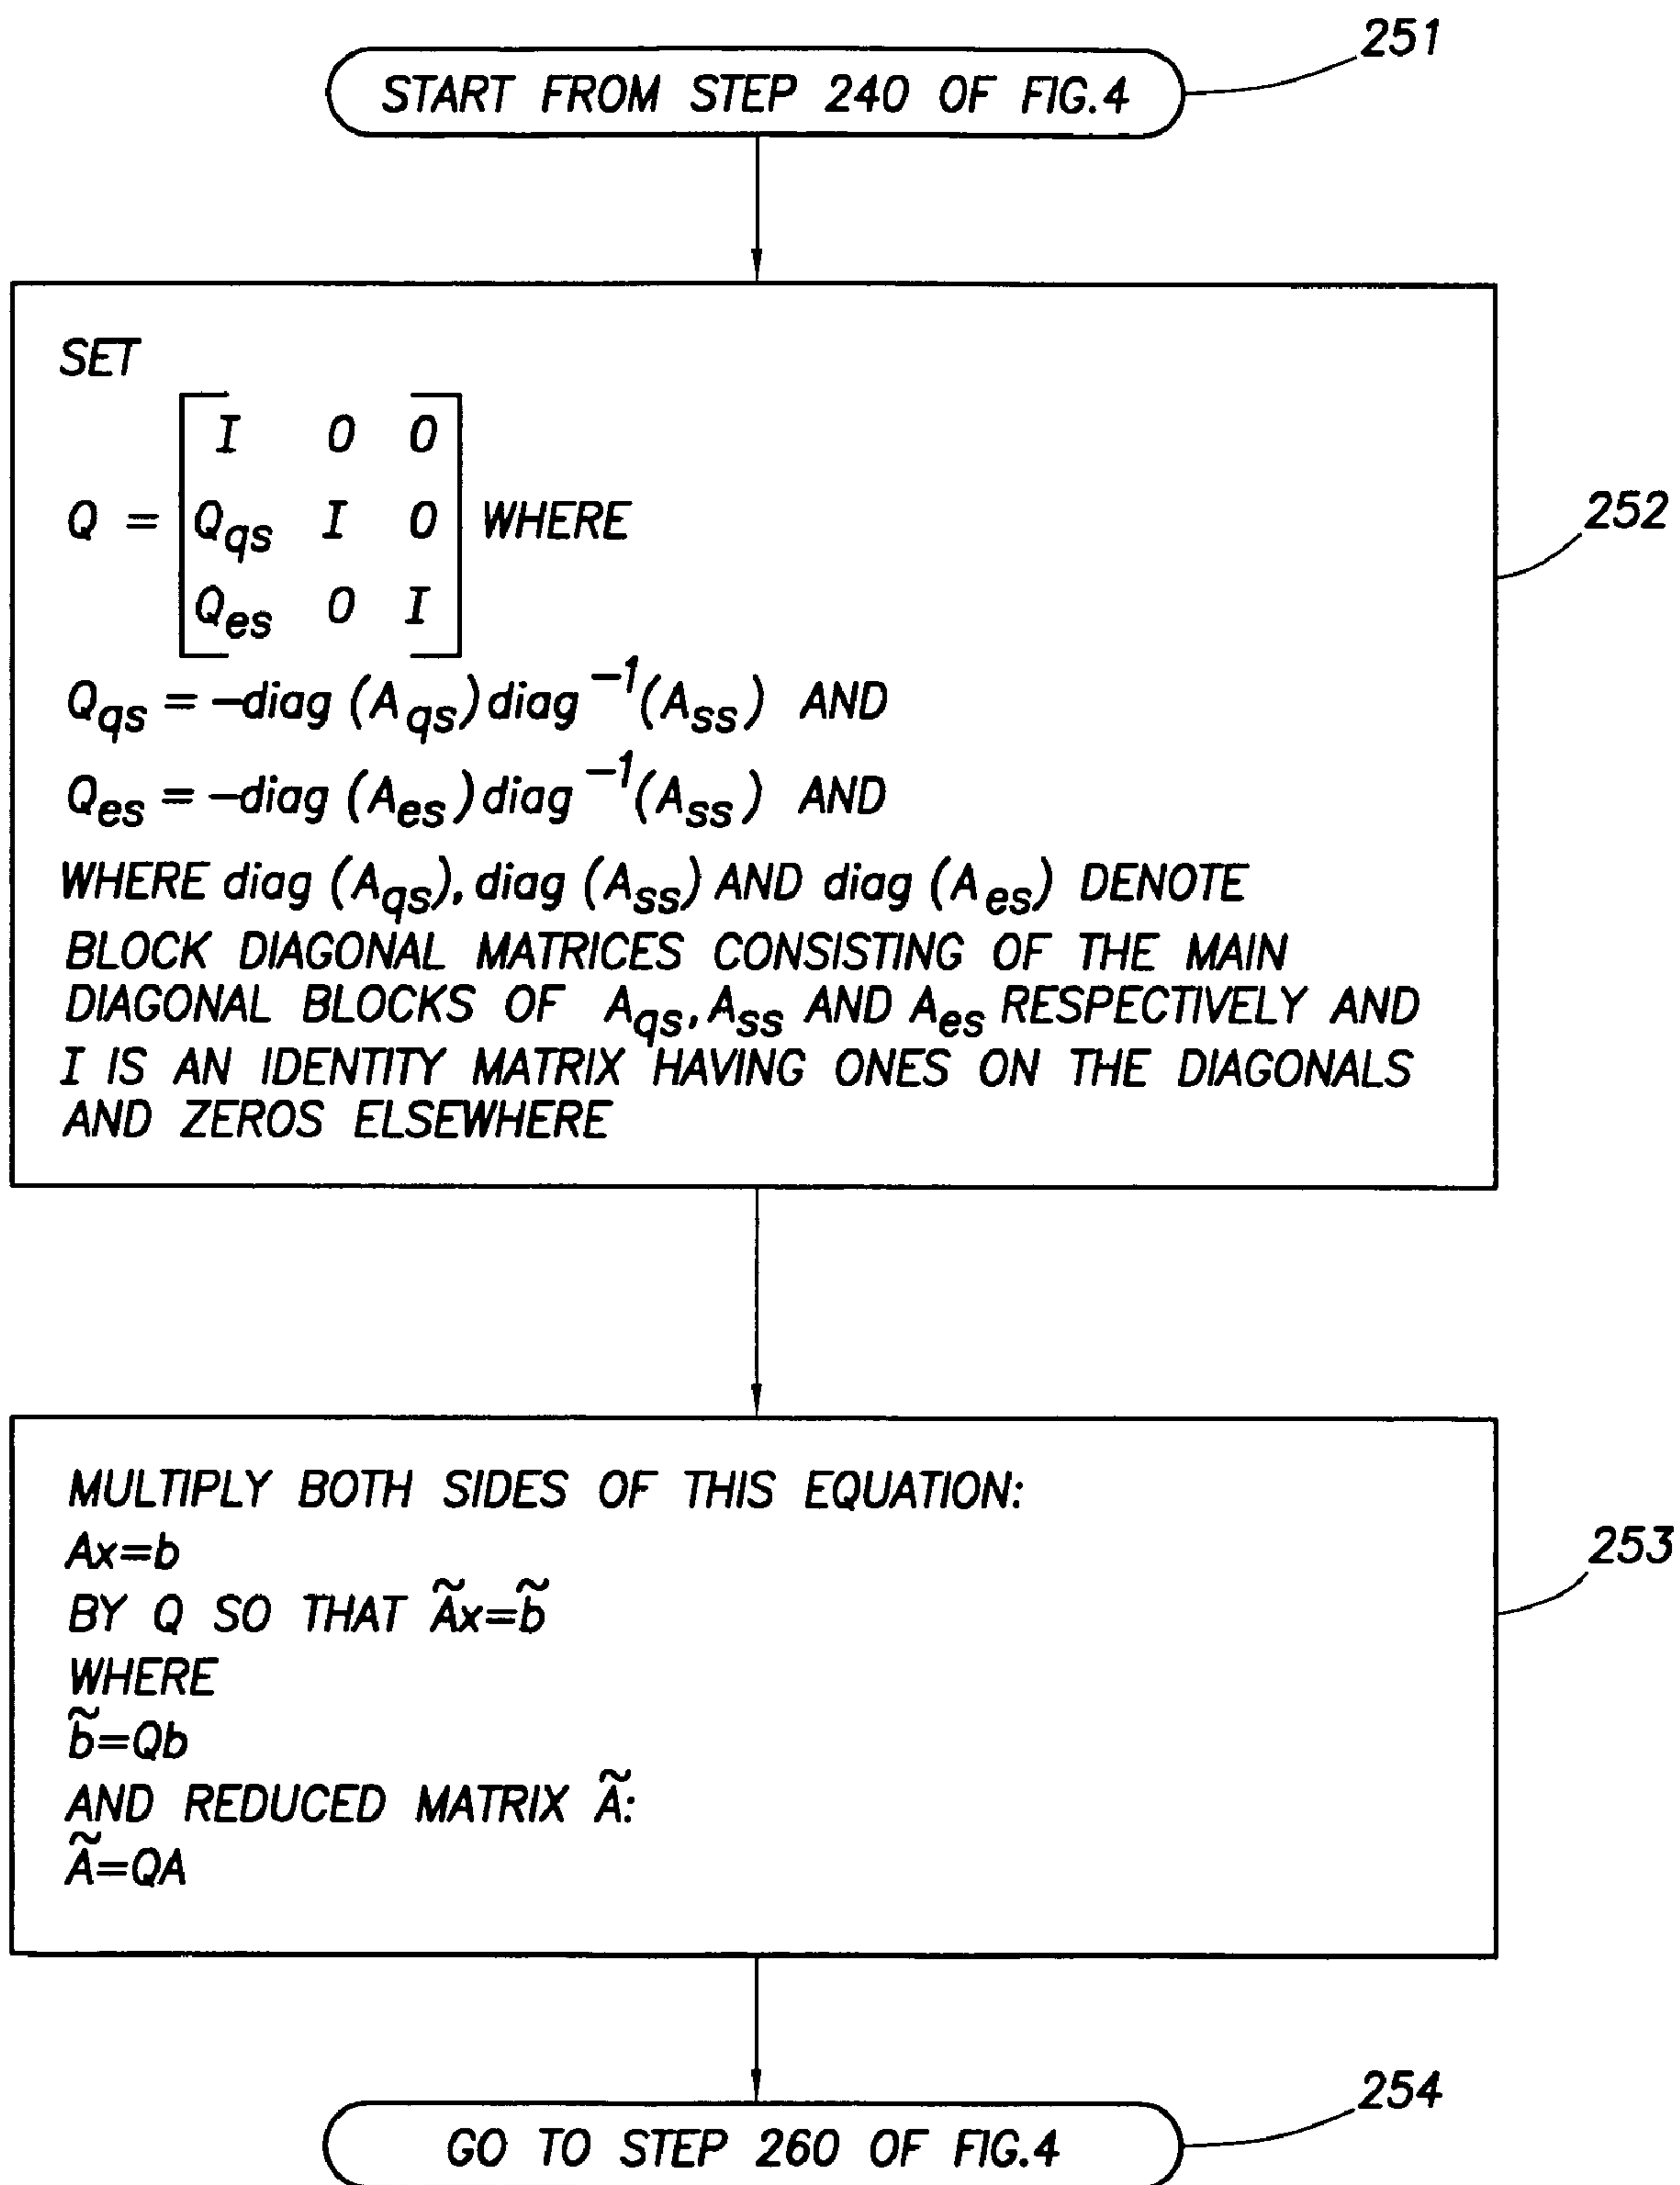 251
START FROM STEP 240 OF FIG.4
SET
I 0 0
Q = Qqs I 0 WHERE
Qes 0 I
252
Qqs = -diag (Aqs) diag⁻¹(Ass) AND
Qes = -diag (Aes) diag⁻¹(Ass) AND
WHERE diag (Aqs), diag (Ass) AND diag (Aes) DENOTE
BLOCK DIAGONAL MATRICES CONSISTING OF THE MAIN
DIAGONAL BLOCKS OF Aqs, Ass AND Aes RESPECTIVELY AND
I IS AN IDENTITY MATRIX HAVING ONES ON THE DIAGONALS
AND ZEROS ELSEWHERE
MULTIPLY BOTH SIDES OF THIS EQUATION:
Ax=b
253
BY Q SO THAT Ãx=b̃
WHERE
b̃=Qb
AND REDUCED MATRIX Ã:
Ã=QA
254
GO TO STEP 260 OF FIG.4